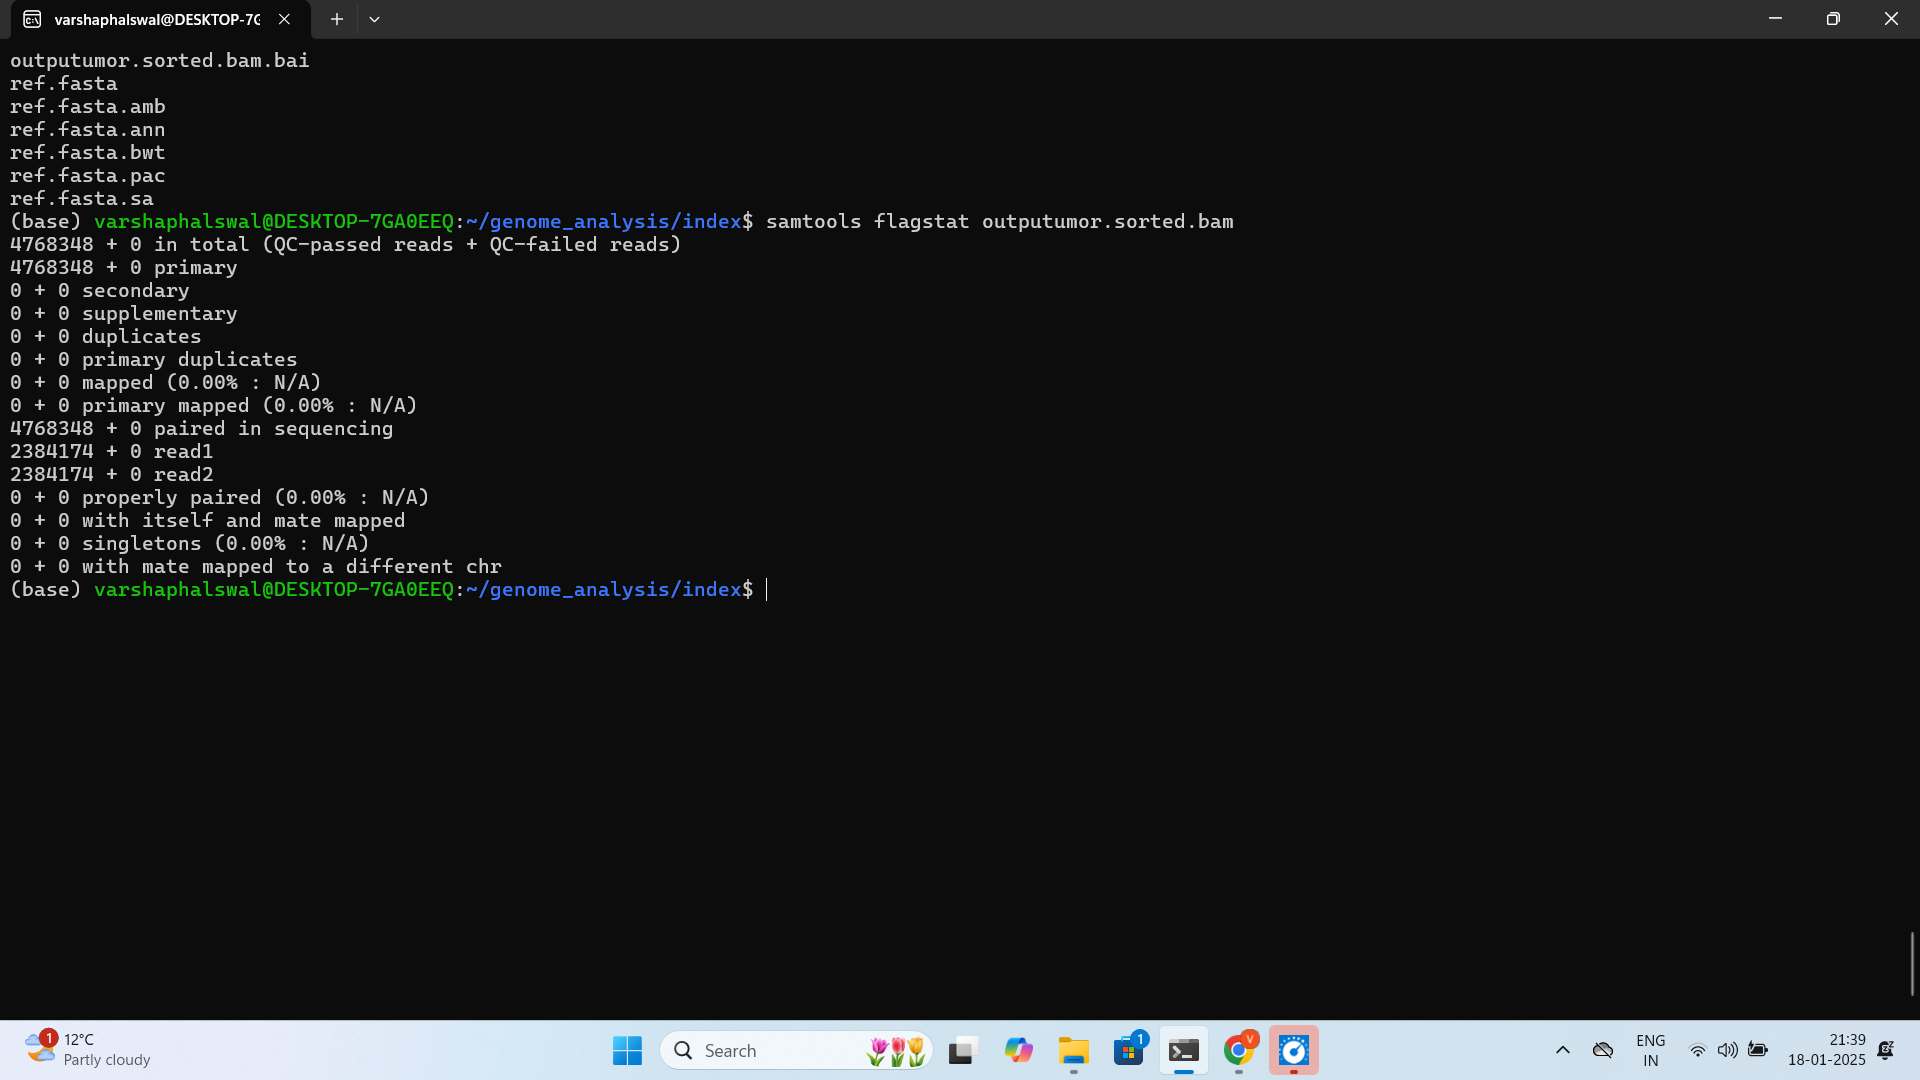 varshaphalswal@DESKTOP-7G
outputumor.sorted.bam.bai
ref.fasta
ref.fasta.amb
ref.fasta.ann
ref.fasta.bwt
ref.fasta.pac
ref.fasta.sa
(base) varshaphalswal@DESKTOP-7GA0EEQ:~/genome_analysis/index$ samtools flagstat outputumor.sorted.bam
4768348 + 0 in total (QC-passed reads + QC-failed reads)
4768348 + 0 primary
0 + 0 secondary
0 + 0 supplementary
0 + 0 duplicates
0 + 0 primary duplicates
0 + 0 mapped (0.00% : N/A)
0 + 0 primary mapped (0.00% : N/A)
4768348 + 0 paired in sequencing
2384174 + 0 read1
2384174 + 0 read2
0 + 0 properly paired (0.00% : N/A)
0 + 0 with itself and mate mapped
0 + 0 singletons (0.00% : N/A)
0 + 0 with mate mapped to a different chr
(base) varshaphalswal@DESKTOP-7GA0EEQ:~/genome_analysis/index$
1
12°C
Partly cloudy
Search
1
V
ENG
IN
21:39
18-01-2025